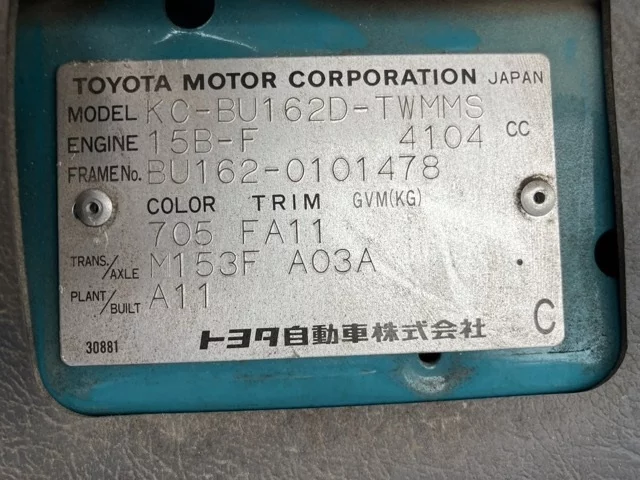 TOYOTA MOTOR CORPORATION JAPAN
MODEL KC-BU162D-TWMMS
ENGINE 15B-F 4104 CC
FRAME No. BU162-0101478
COLOR TRIM GVM(KG)
705 FA11
TRANS./AXLE M153F A03A
PLANT/BUILT A11
30881 トヨタ自動車株式会社 C